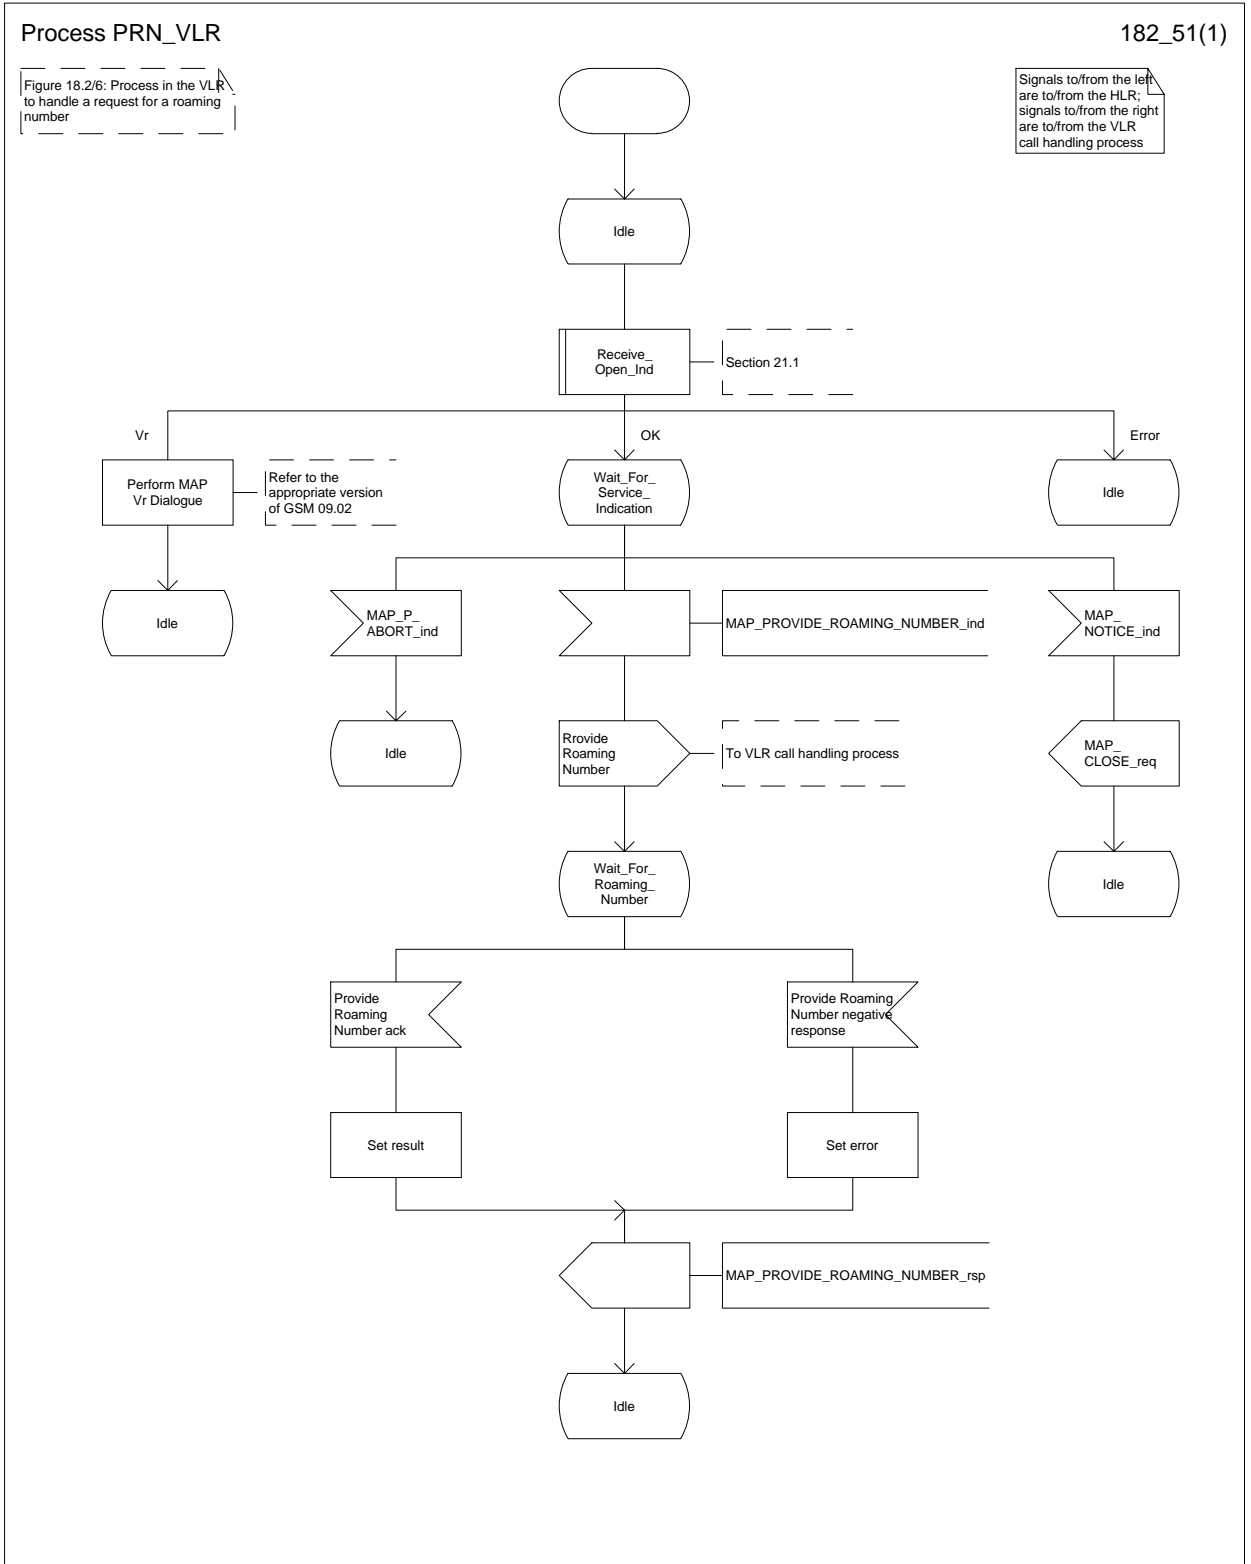 Process PRN_VLR
182_51(1)
Figure 18.2/6: Process in the VLR
to handle a request for a roaming
number
Signals to/from the left
are to/from the HLR;
signals to/from the right
are to/from the VLR
call handling process
Idle
Receive_
Open_Ind
Section 21.1
Vr
OK
Error
Perform MAP
Vr Dialogue
Refer to the
appropriate version
of GSM 09.02
Wait_For_
Service_
Indication
Idle
Idle
MAP_P_
ABORT_ind
MAP_PROVIDE_ROAMING_NUMBER_ind
MAP_
NOTICE_ind
Idle
Rrovide
Roaming
Number
To VLR call handling process
MAP_
CLOSE_req
Wait_For_
Roaming_
Number
Idle
Provide
Roaming
Number ack
Provide Roaming
Number negative
response
Set result
Set error
MAP_PROVIDE_ROAMING_NUMBER_rsp
Idle